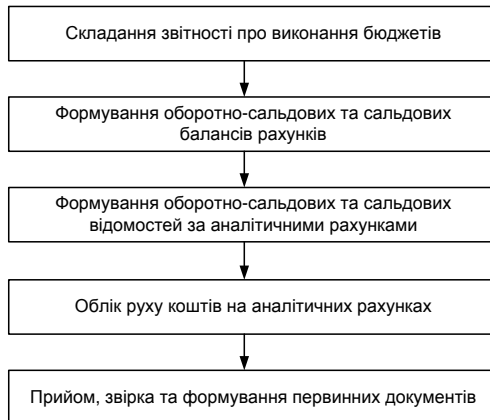 Складання звітності про виконання бюджетів
Формування оборотно-сальдових та сальдових
балансів рахунків
Формування оборотно-сальдових та сальдових
відомостей за аналітичними рахунками
Облік руху коштів на аналітичних рахунках
Прийом, звірка та формування первинних документів